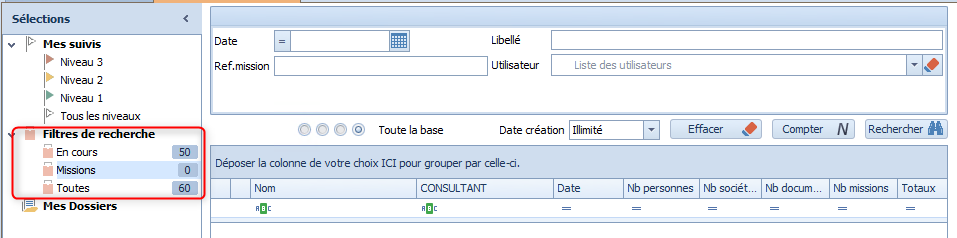 Sélections <
Mes suivis
Niveau 3
Niveau 2
Niveau 1
Tous les niveaux
Filtres de recherche
En cours 50
Missions 0
Toutes 60
Mes Dossiers
Date = Libellé
Ref.mission Utilisateur Liste des utilisateurs
Toute la base Date création Illimité Effacer Compter N Rechercher
Déposer la colonne de votre choix ICI pour grouper par celle-ci.
Nom CONSULTANT Date Nb personnes Nb sociét... Nb docum... Nb missions Totaux
ABC ABC = = = = = =